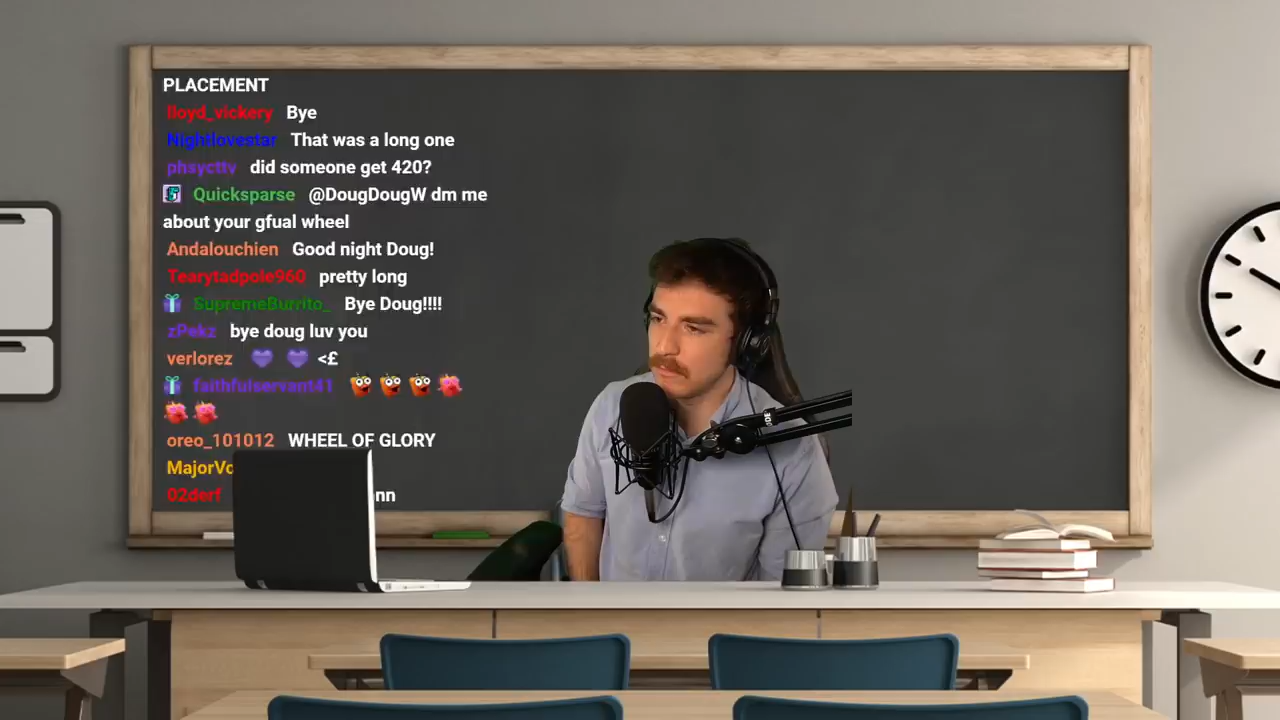 PLACEMENT
lloyd_vickery Bye
Nightlovestar That was a long one
phsycttv did someone get 420?
Quicksparse @DougDougW dm me
about your gfual wheel
Andalouchien Good night Doug!
Tearytadpole960 pretty long
SupremeBurrito_ Bye Doug!!!!
zPekz bye doug luv you
verlorez 💜 💜 <£
faithfulservant41
oreo_101012 WHEEL OF GLORY
MajorVo
02derf nn